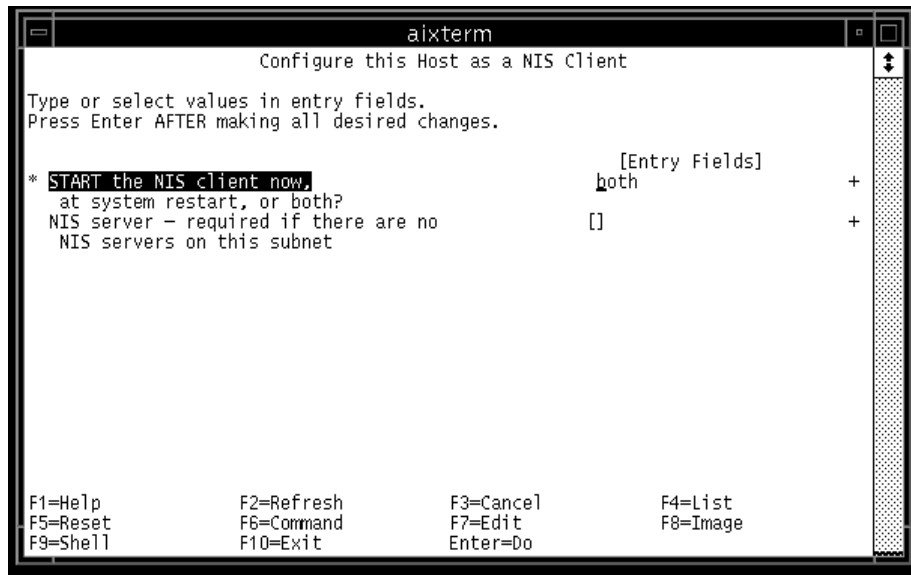 aixterm
Configure this Host as a NIS Client
Type or select values in entry fields.
Press Enter AFTER making all desired changes.
[Entry Fields]
* START the NIS client now, both +
at system restart, or both?
NIS server — required if there are no [] +
NIS servers on this subnet
F1=Help F2=Refresh F3=Cancel F4=List
F5=Reset F6=Command F7=Edit F8=Image
F9=Shell F10=Exit Enter=Do